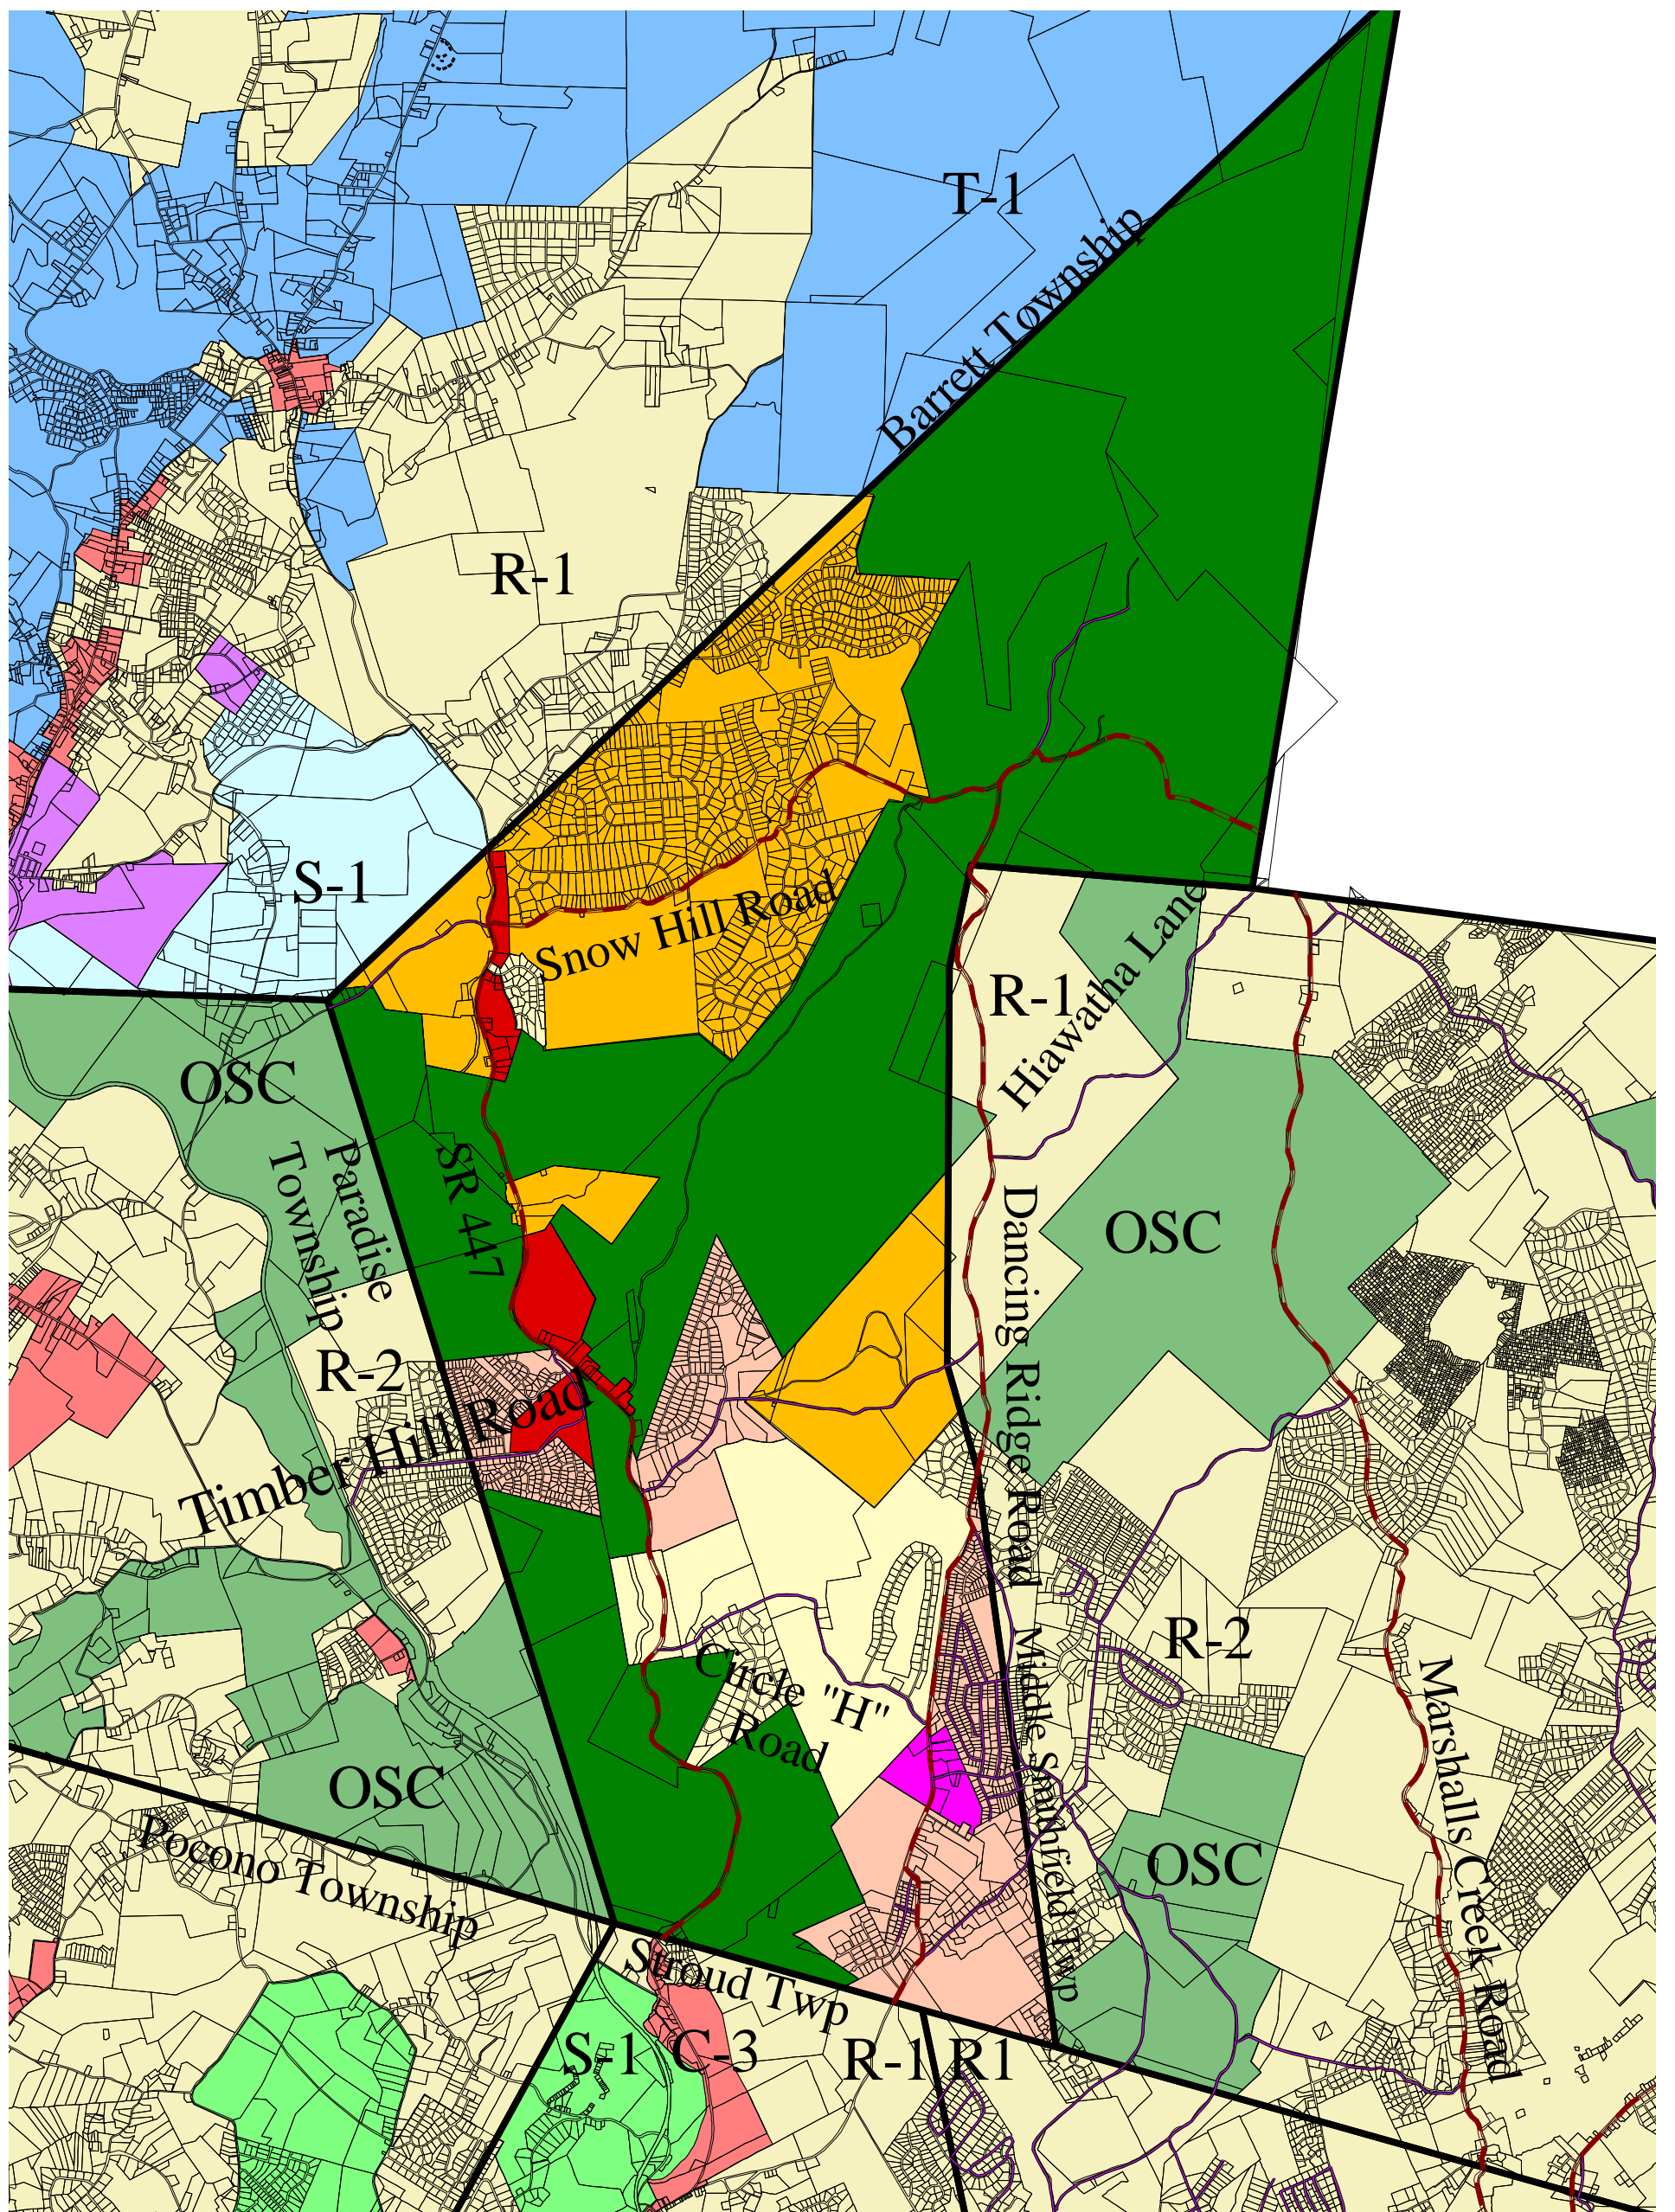 T-1
Barrett Township
R-1
S-1
Snow Hill Road
R-1
Hiawatha Lane
OSC
Paradise
Township
SR 447
Dancing Ridge Road
OSC
R-2
Timber Hill Road
Circle "H"
Road
Middle Smithfield Twp
R-2
Marshalls Creek Road
OSC
Pocono Township
OSC
Stroud Twp
S-1
C-3
R-1
R1